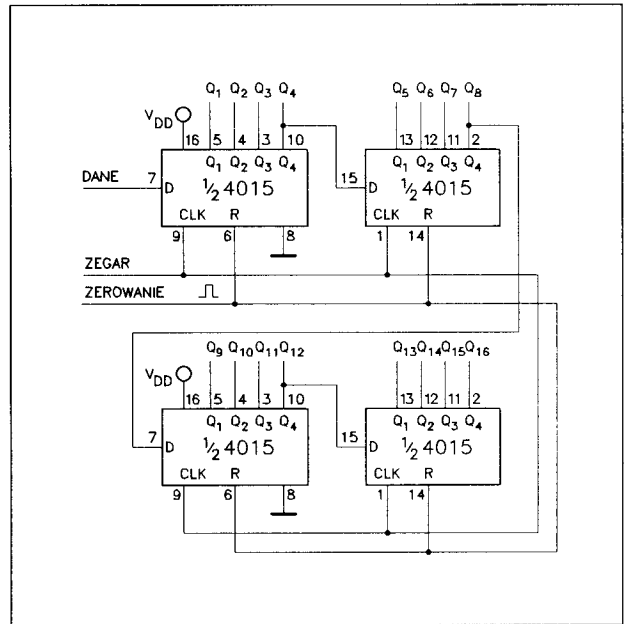 Q1 Q2 Q3 Q4 Q5 Q6 Q7 Q8
VDD
16 5 4 3 10 13 12 11 2
Q1 Q2 Q3 Q4 Q1 Q2 Q3 Q4
DANE 7 D 1/2 4015 15 D 1/2 4015
CLK R CLK R
9 6 8 1 14
ZEGAR
ZEROWANIE
Q9 Q10 Q11 Q12 Q13 Q14 Q15 Q16
VDD
16 5 4 3 10 13 12 11 2
Q1 Q2 Q3 Q4 Q1 Q2 Q3 Q4
7 D 1/2 4015 15 D 1/2 4015
CLK R CLK R
9 6 8 1 14